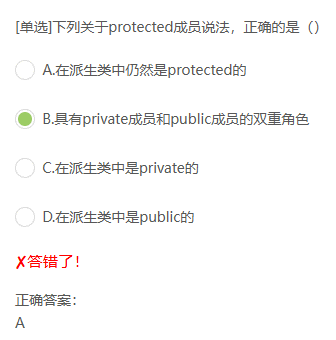 [单选]下列关于protected成员说法，正确的是（）
A.在派生类中仍然是protected的
B.具有private成员和public成员的双重角色
C.在派生类中是private的
D.在派生类中是public的
✗答错了！
正确答案：
A